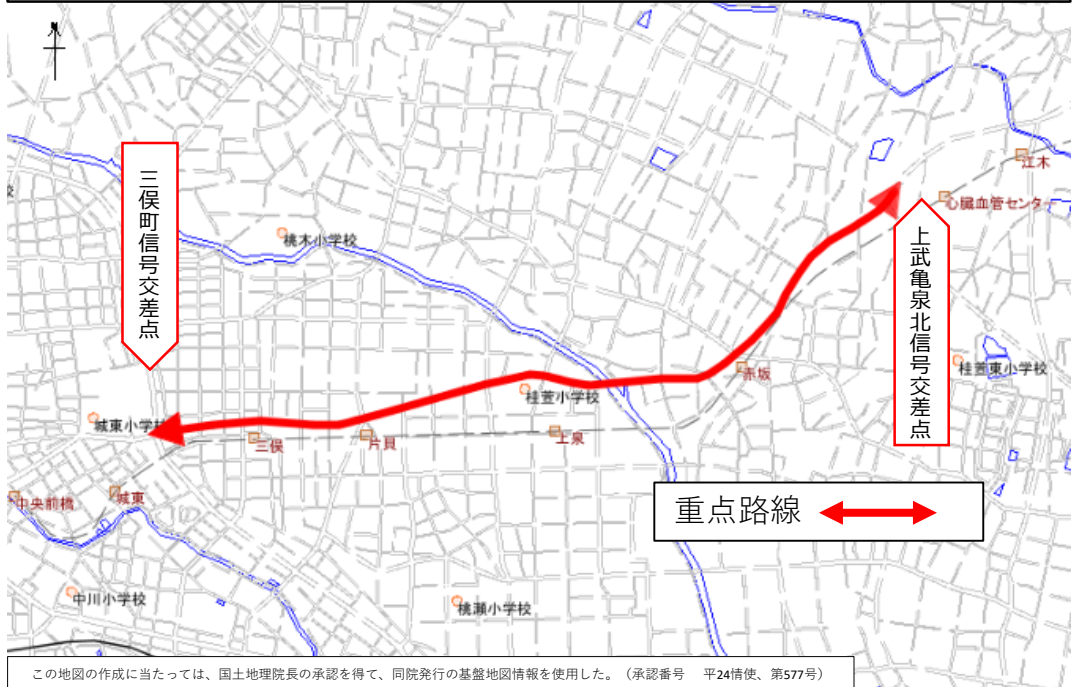 江木
心臓血管センター
三俣町信号交差点
桃木小学校
上武亀泉北信号交差点
赤坂
桂萱東小学校
桂萱小学校
城東小学校
三俣
片貝
上泉
中央前橋
城東
重点路線
中川小学校
桃瀬小学校
この地図の作成に当たっては、国土地理院長の承認を得て、同院発行の基盤地図情報を使用した。（承認番号　平24情使、第577号）